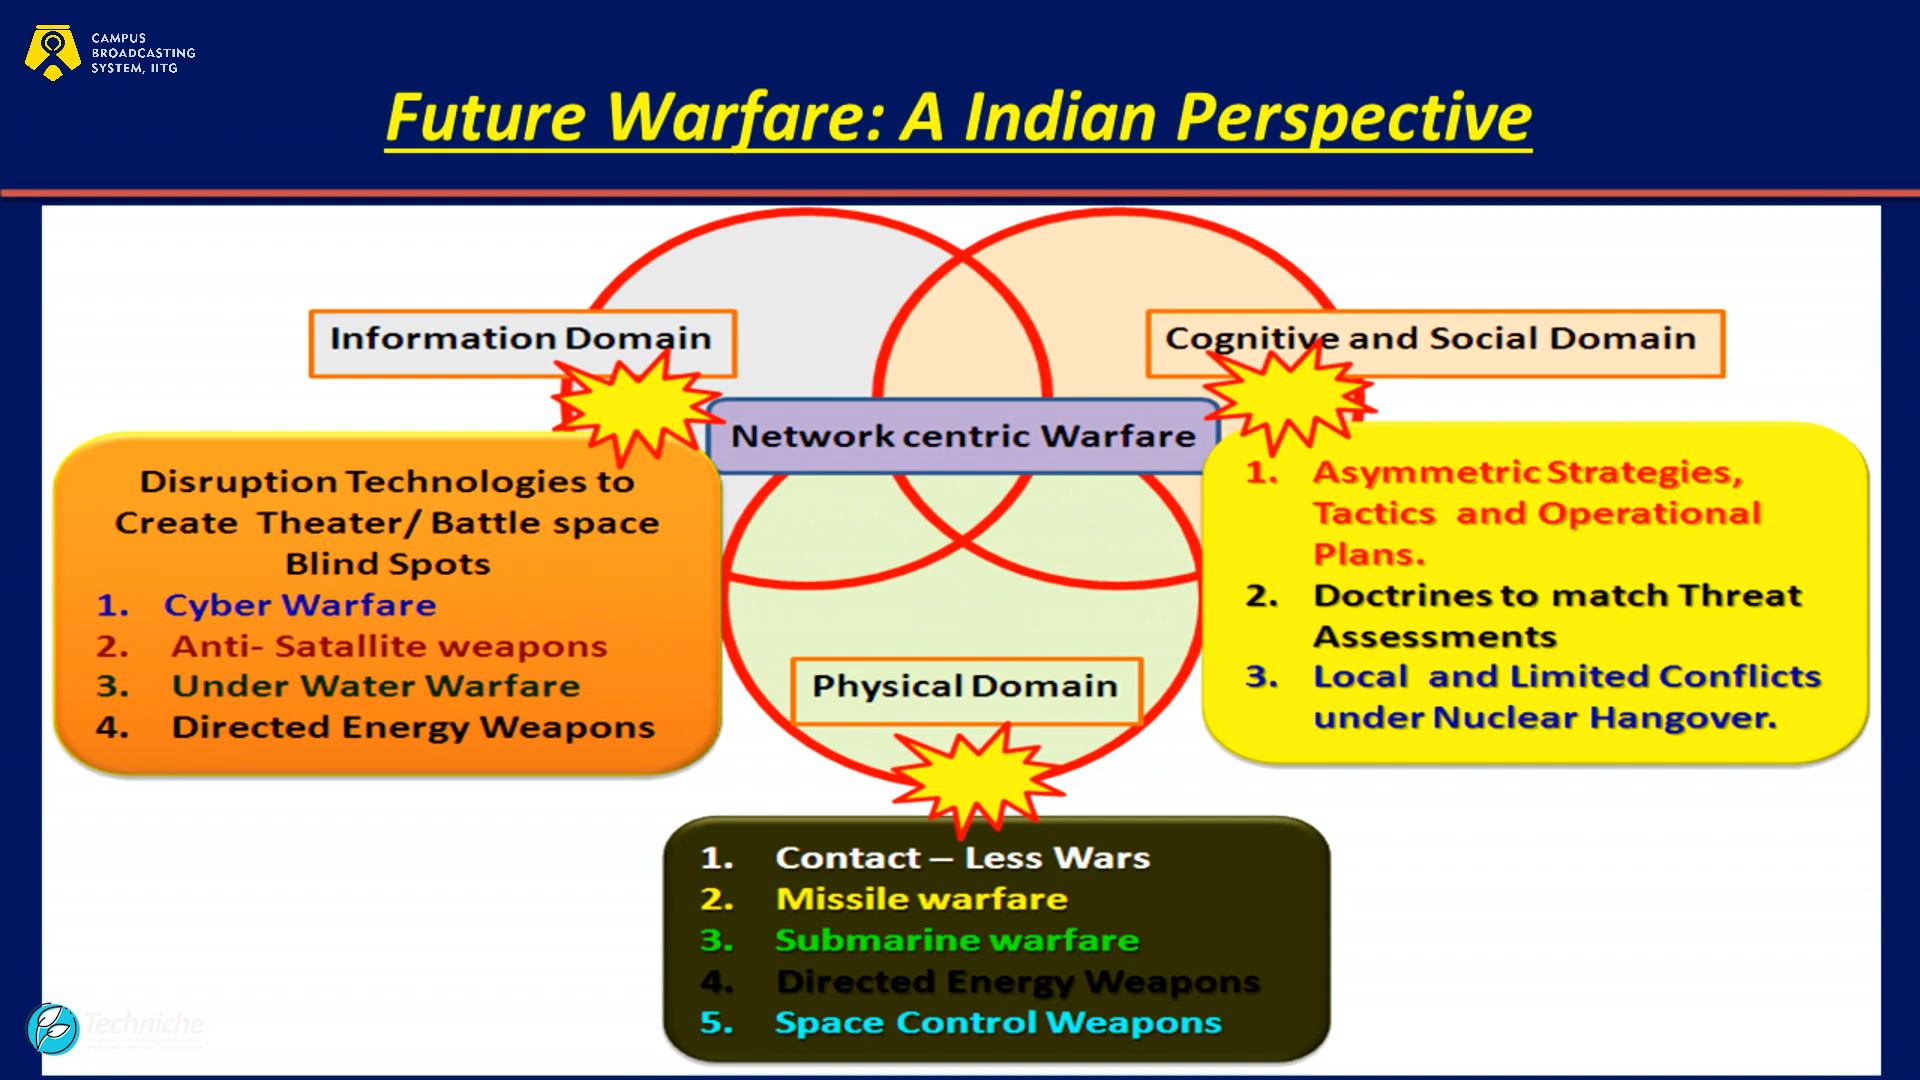 CAMPUS
BROADCASTING
SYSTEM, IITG
Future Warfare: A Indian Perspective
Information Domain
Cognitive and Social Domain
Network centric Warfare
Disruption Technologies to
Create Theater/ Battle space
Blind Spots
1. Cyber Warfare
2. Anti- Satallite weapons
3. Under Water Warfare
4. Directed Energy Weapons
1. Asymmetric Strategies,
Tactics and Operational
Plans.
2. Doctrines to match Threat
Assessments
3. Local and Limited Conflicts
under Nuclear Hangover.
Physical Domain
1. Contact – Less Wars
2. Missile warfare
3. Submarine warfare
4. Directed Energy Weapons
5. Space Control Weapons
Techniche